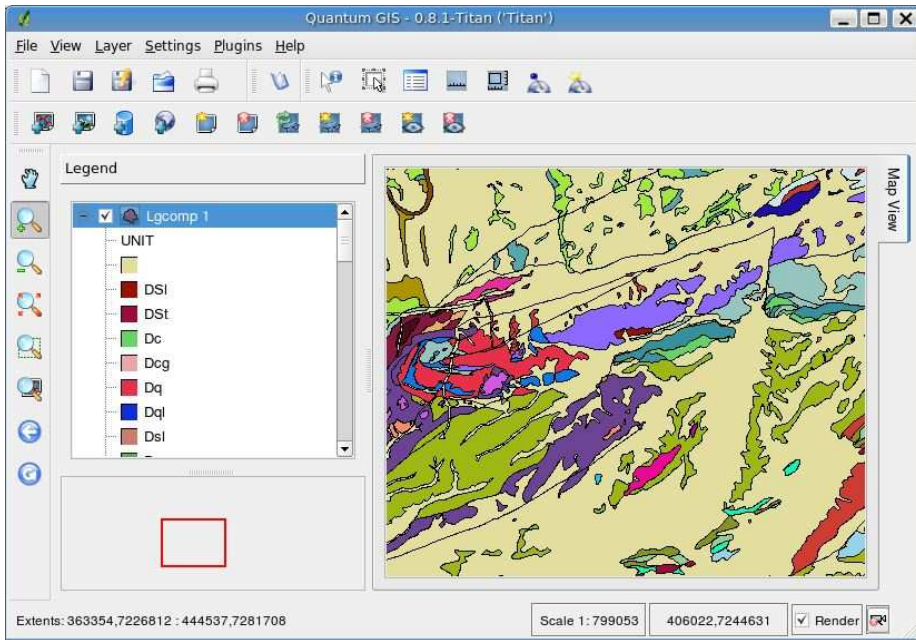 Quantum GIS - 0.8.1-Titan ('Titan')
File View Layer Settings Plugins Help
Legend
Map View
Lgcomp 1
UNIT
DSl
DSt
Dc
Dcg
Dq
Dql
Dsl
Extents: 363354,7226812 : 444537,7281708
Scale 1: 799053
406022,7244631
Render